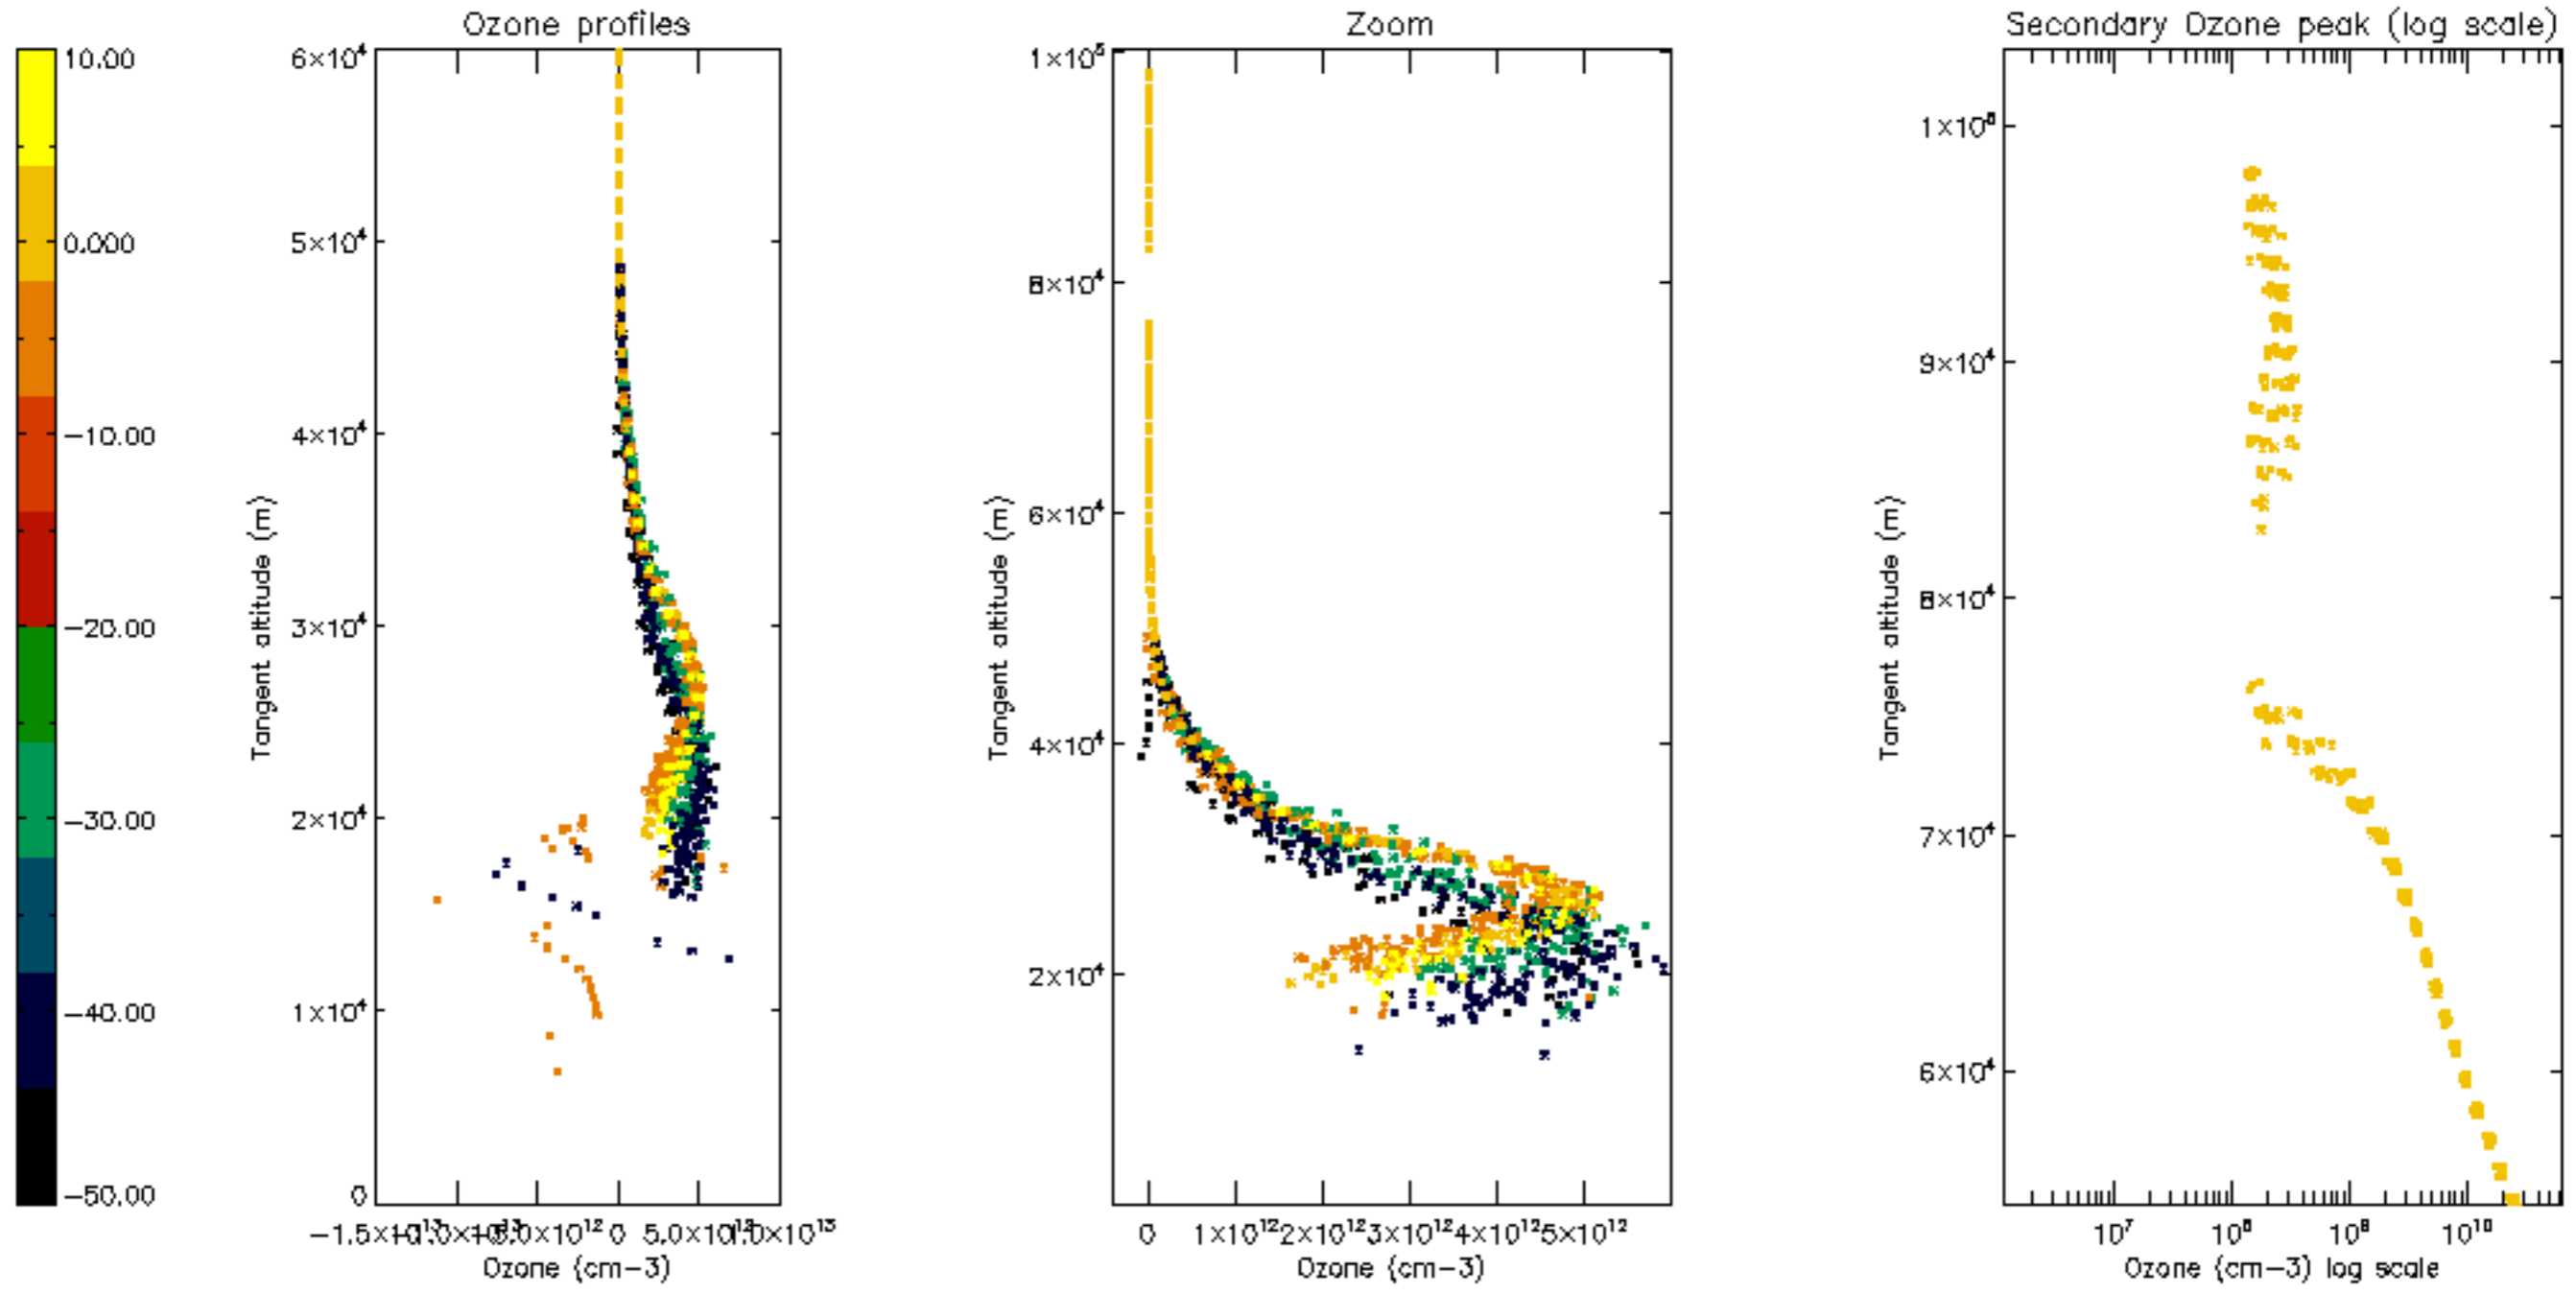 Ozone profiles
Zoom
Secondary Ozone peak (log scale)
10.00
0.000
−10.00
−20.00
−30.00
−40.00
−50.00
6×10⁴
5×10⁴
4×10⁴
3×10⁴
2×10⁴
1×10⁴
0
Tangent altitude (m)
0 5.0×10¹²
Ozone (cm−3)
1×10⁵
8×10⁴
6×10⁴
4×10⁴
2×10⁴
Tangent altitude (m)
0 1×10¹² 2×10¹² 3×10¹² 4×10¹² 5×10¹²
Ozone (cm−3)
1×10⁵
9×10⁴
8×10⁴
7×10⁴
6×10⁴
Tangent altitude (m)
10⁷ 10⁸ 10⁹ 10¹⁰
Ozone (cm−3) log scale